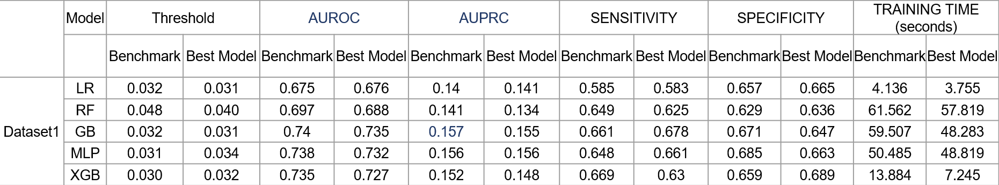 Model Threshold AUROC AUPRC SENSITIVITY SPECIFICITY TRAINING TIME
(seconds)
Benchmark Best Model Benchmark Best Model Benchmark Best Model Benchmark Best Model Benchmark Best Model Benchmark Best Model
LR 0.032 0.031 0.675 0.676 0.14 0.141 0.585 0.583 0.657 0.665 4.136 3.755
RF 0.048 0.040 0.697 0.688 0.141 0.134 0.649 0.625 0.629 0.636 61.562 57.819
Dataset1 GB 0.032 0.031 0.74 0.735 0.157 0.155 0.661 0.678 0.671 0.647 59.507 48.283
MLP 0.031 0.034 0.738 0.732 0.156 0.156 0.648 0.661 0.685 0.663 50.485 48.819
XGB 0.030 0.032 0.735 0.727 0.152 0.148 0.669 0.63 0.659 0.689 13.884 7.245